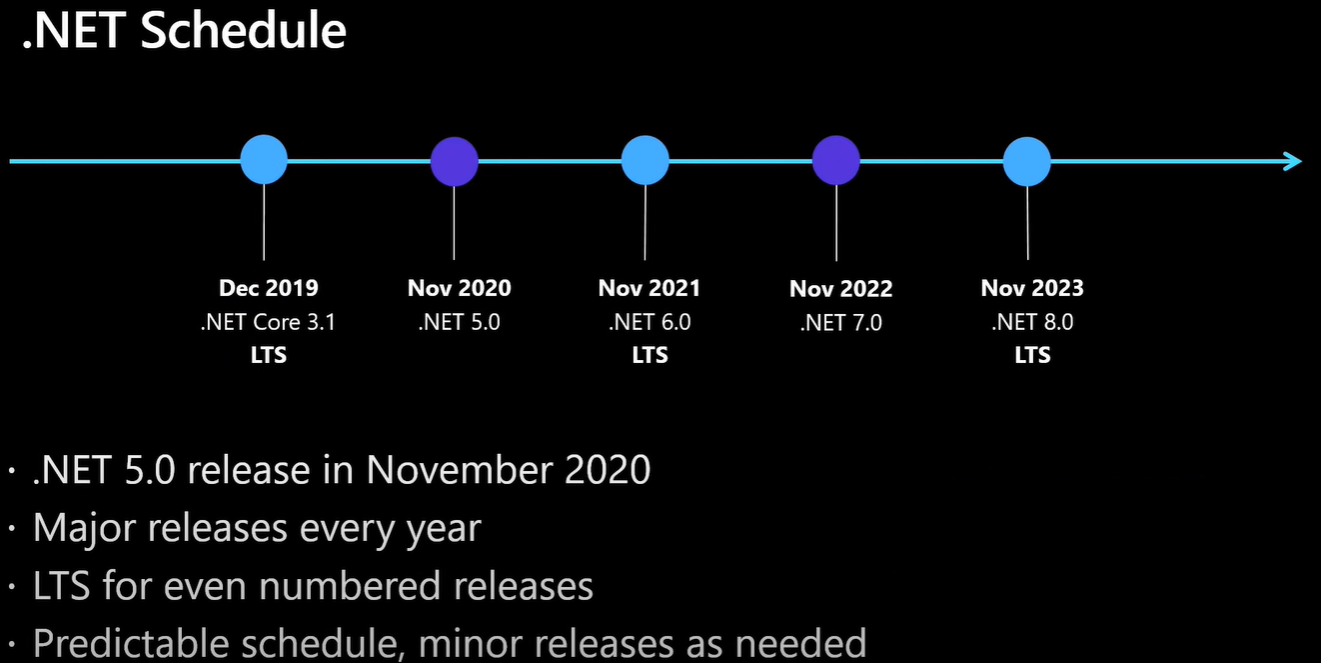 .NET Schedule
Dec 2019
.NET Core 3.1
LTS
Nov 2020
.NET 5.0
Nov 2021
.NET 6.0
LTS
Nov 2022
.NET 7.0
Nov 2023
.NET 8.0
LTS
· .NET 5.0 release in November 2020
· Major releases every year
· LTS for even numbered releases
· Predictable schedule, minor releases as needed